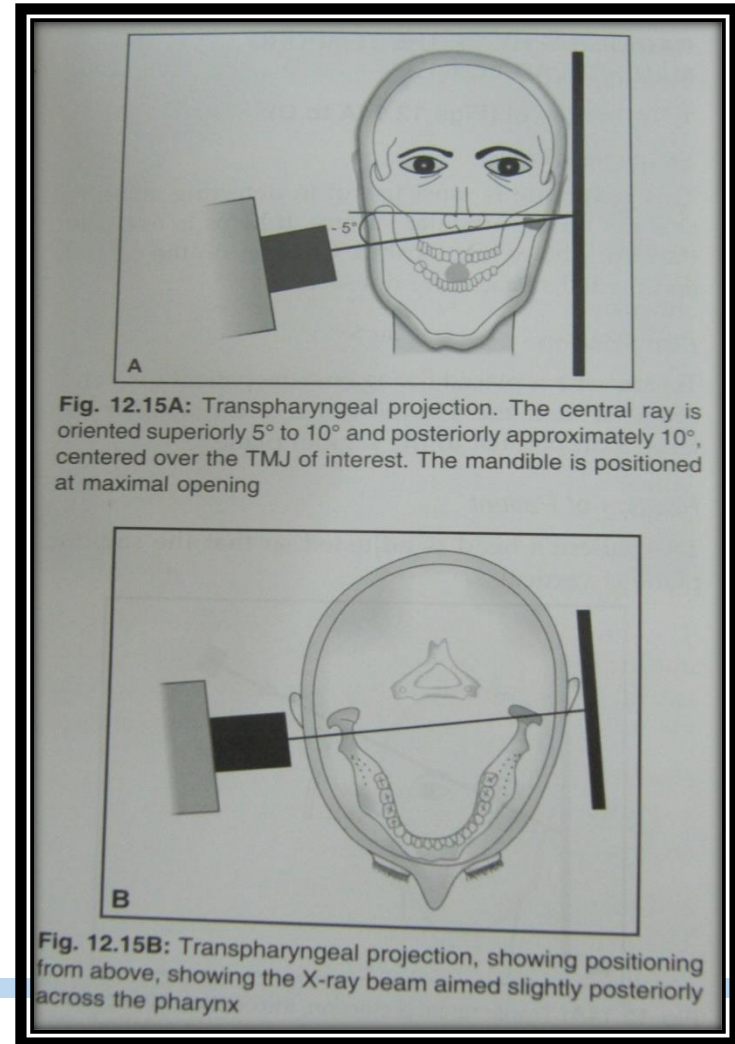 - 5°
A
Fig. 12.15A: Transpharyngeal projection. The central ray is
oriented superiorly 5° to 10° and posteriorly approximately 10°,
centered over the TMJ of interest. The mandible is positioned
at maximal opening
B
Fig. 12.15B: Transpharyngeal projection, showing positioning
from above, showing the X-ray beam aimed slightly posteriorly
across the pharynx